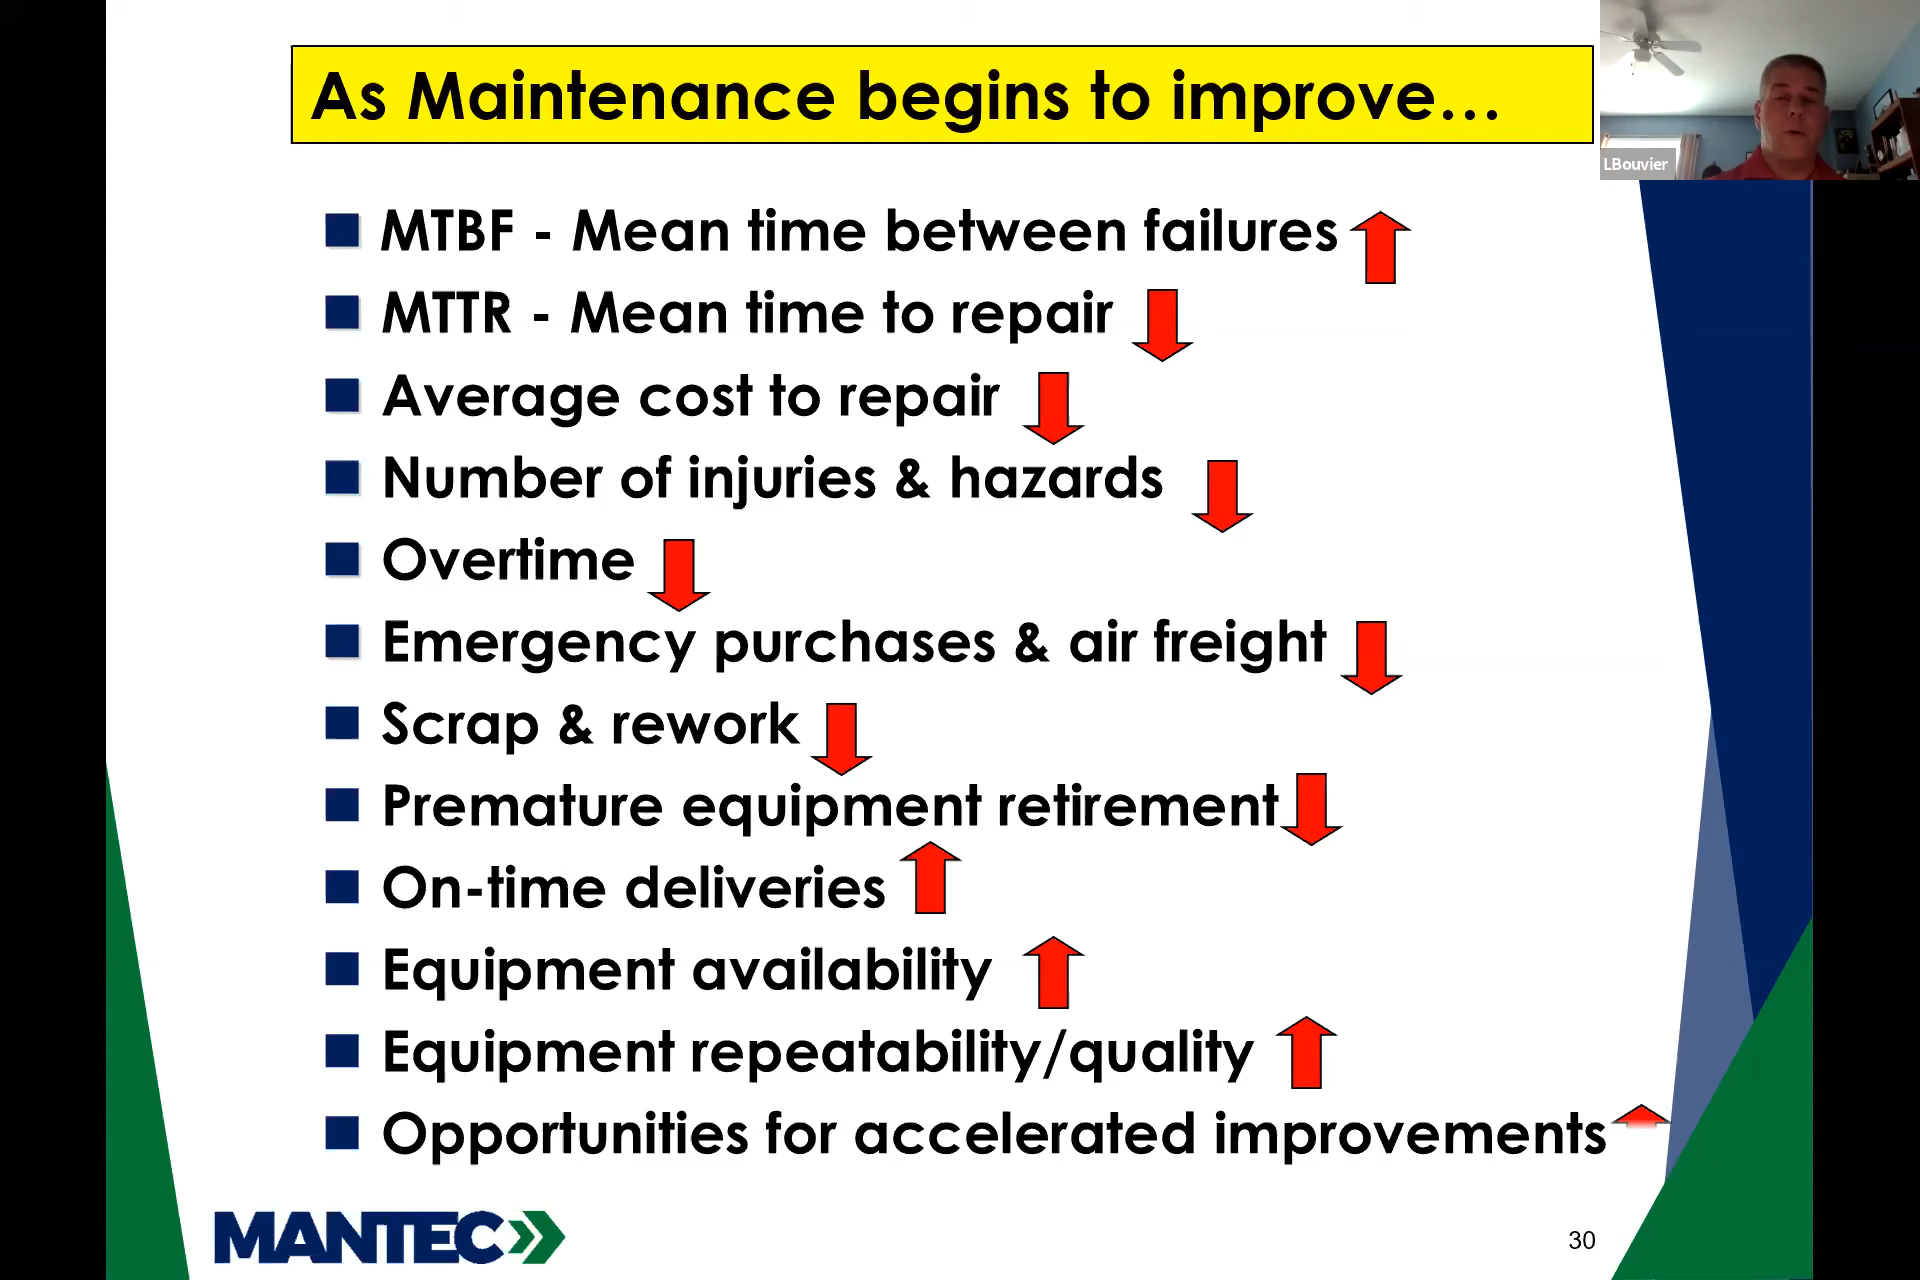 As Maintenance begins to improve…
LBouvier
MTBF - Mean time between failures
MTTR - Mean time to repair
Average cost to repair
Number of injuries & hazards
Overtime
Emergency purchases & air freight
Scrap & rework
Premature equipment retirement
On-time deliveries
Equipment availability
Equipment repeatability/quality
Opportunities for accelerated improvements
MANTEC
30